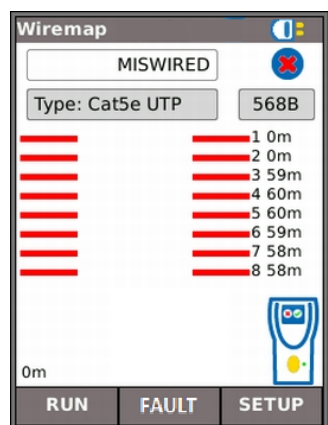 Wiremap
MISWIRED
Type: Cat5e UTP 568B
1 0m
2 0m
3 59m
4 60m
5 60m
6 59m
7 58m
8 58m
0m
RUN FAULT SETUP